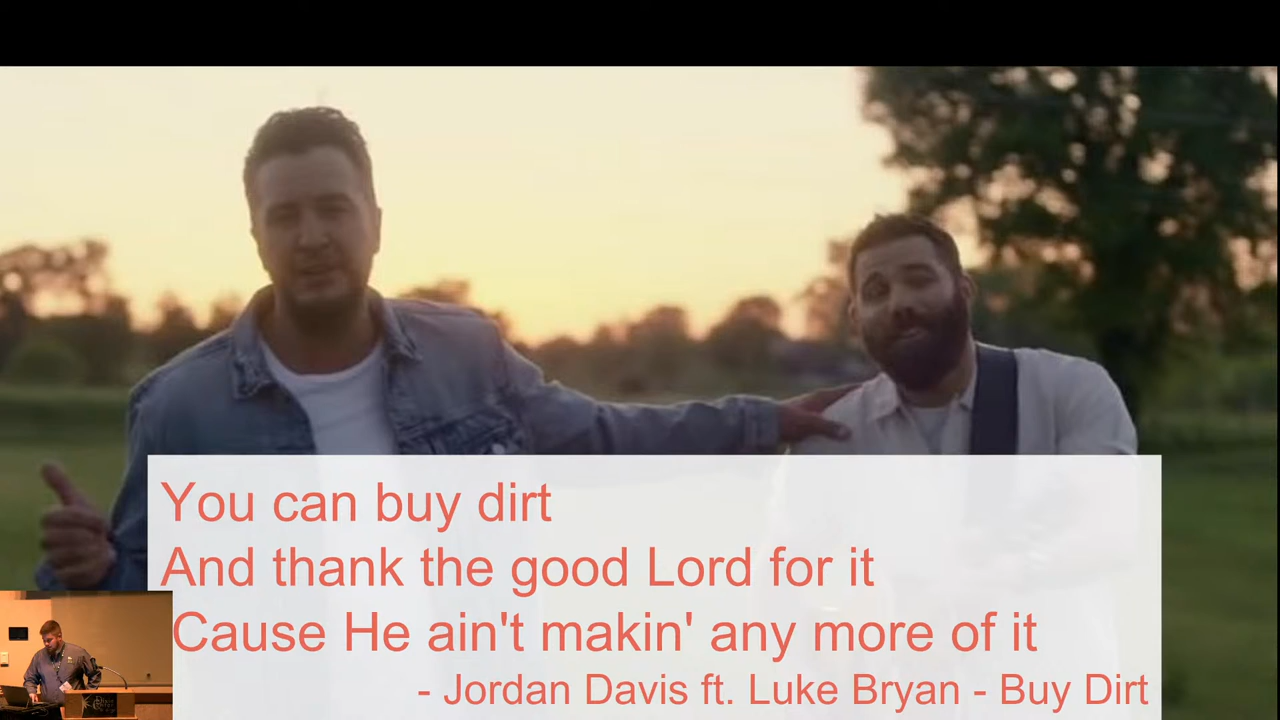 You can buy dirt
And thank the good Lord for it
Cause He ain't makin' any more of it
- Jordan Davis ft. Luke Bryan - Buy Dirt